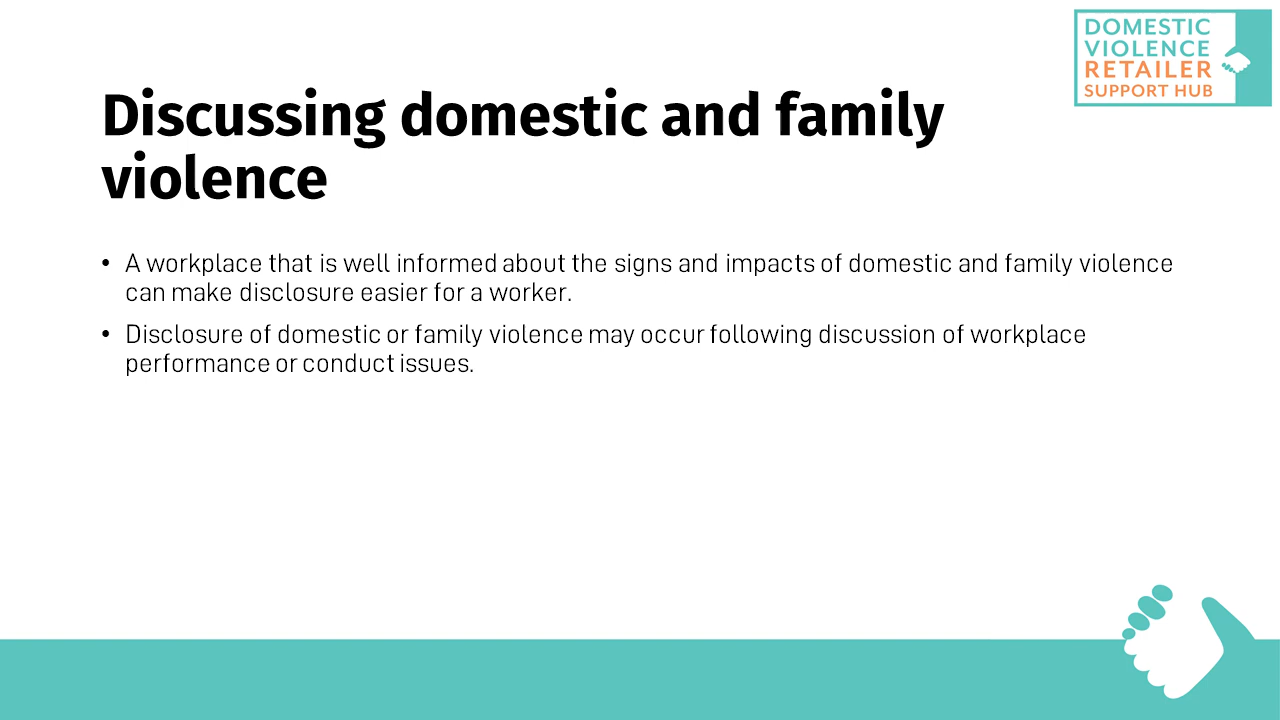 DOMESTIC
VIOLENCE
RETAILER
SUPPORT HUB
Discussing domestic and family
violence
• A workplace that is well informed about the signs and impacts of domestic and family violence
can make disclosure easier for a worker.
• Disclosure of domestic or family violence may occur following discussion of workplace
performance or conduct issues.